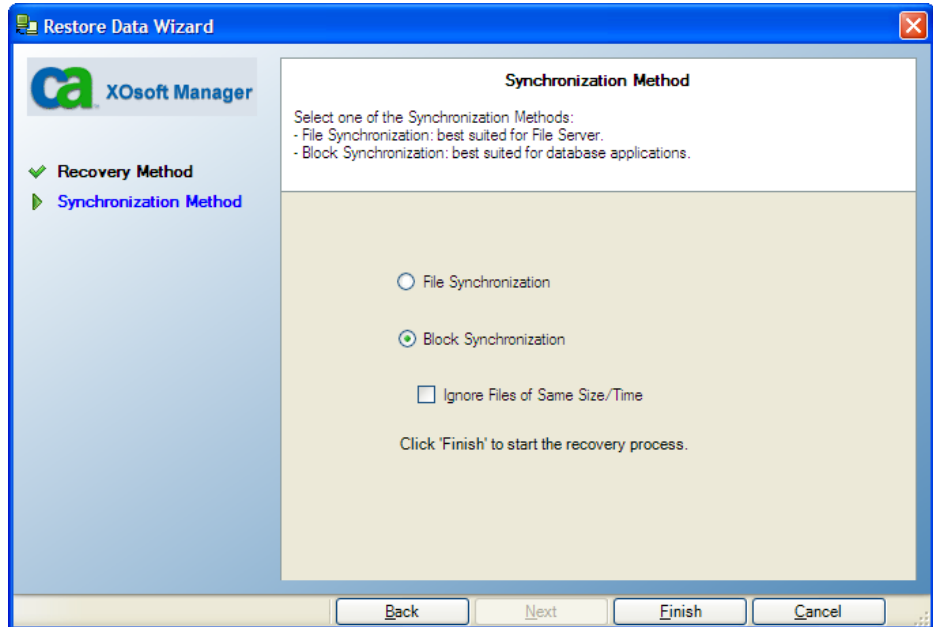 Restore Data Wizard
ca
XOsoft Manager
Recovery Method
Synchronization Method
Synchronization Method
Select one of the Synchronization Methods:
- File Synchronization: best suited for File Server.
- Block Synchronization: best suited for database applications.
File Synchronization
Block Synchronization
Ignore Files of Same Size/Time
Click 'Finish' to start the recovery process.
Back
Next
Finish
Cancel